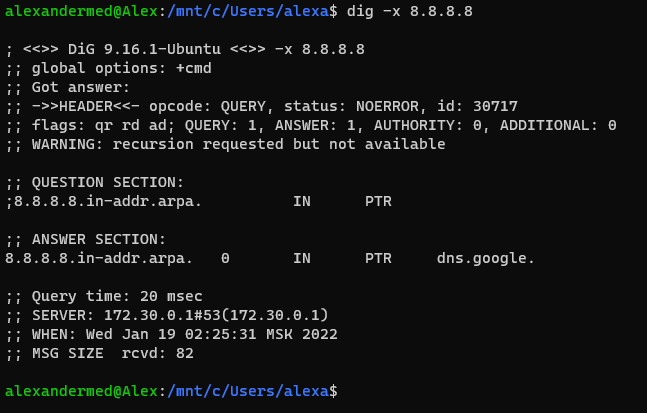 alexandermed@Alex:/mnt/c/Users/alexa$ dig -x 8.8.8.8
; <<>> DiG 9.16.1-Ubuntu <<>> -x 8.8.8.8
;; global options: +cmd
;; Got answer:
;; ->>HEADER<<- opcode: QUERY, status: NOERROR, id: 30717
;; flags: qr rd ad; QUERY: 1, ANSWER: 1, AUTHORITY: 0, ADDITIONAL: 0
;; WARNING: recursion requested but not available
;; QUESTION SECTION:
;8.8.8.8.in-addr.arpa. IN PTR
;; ANSWER SECTION:
8.8.8.8.in-addr.arpa. 0 IN PTR dns.google.
;; Query time: 20 msec
;; SERVER: 172.30.0.1#53(172.30.0.1)
;; WHEN: Wed Jan 19 02:25:31 MSK 2022
;; MSG SIZE rcvd: 82
alexandermed@Alex:/mnt/c/Users/alexa$